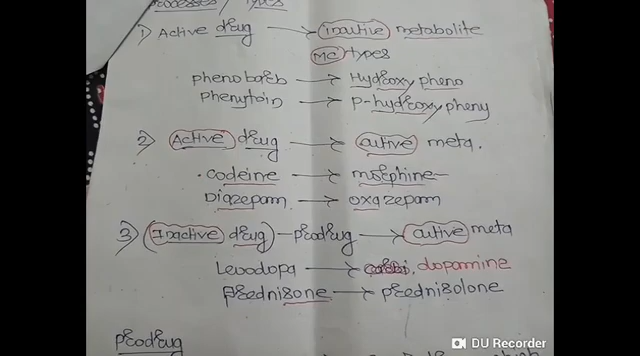 Processes / Types
1) Active drug → inactive metabolite
MC types
phenobarb → Hydroxy pheno
Phenytoin → p-hydroxy pheny
2) Active drug → active meta.
. codeine → morphine
Diazepam → oxazepam
3) Inactive drug - prodrug → active meta
Levodopa → dopamine
Prednisone → prednisolone
prodrug
DU Recorder